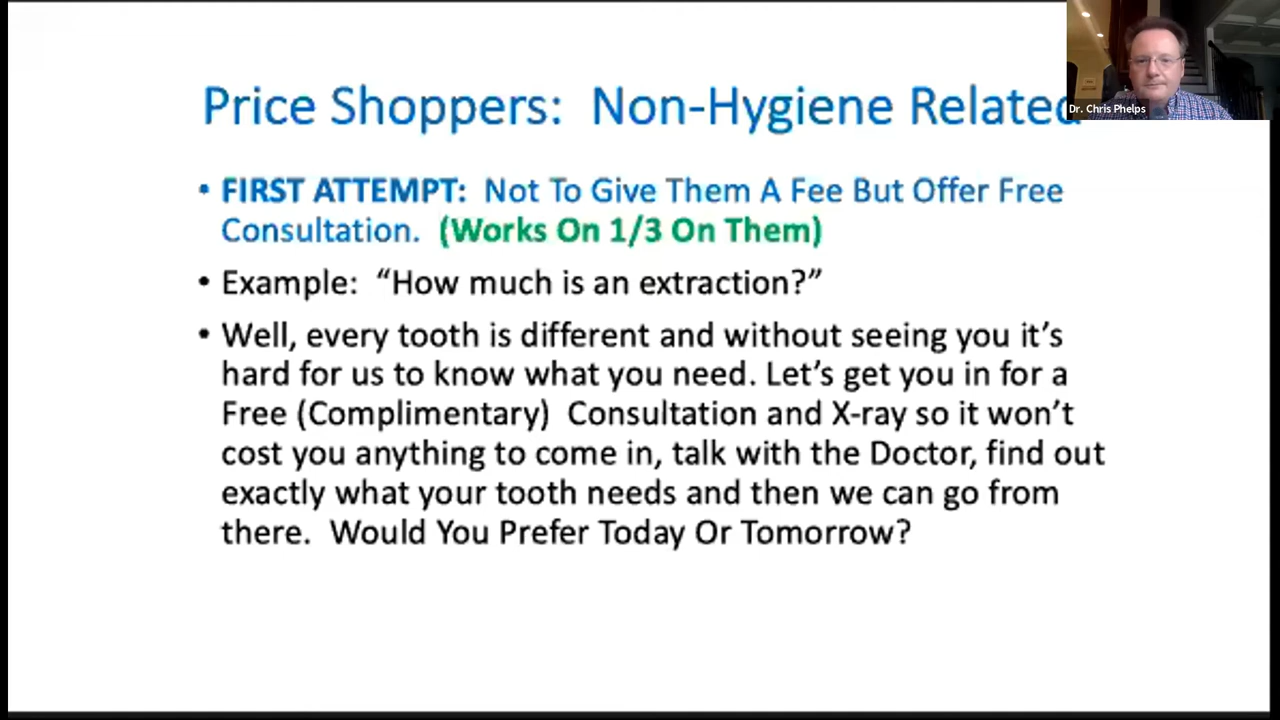 Price Shoppers:  Non-Hygiene Related
Dr. Chris Phelps
• FIRST ATTEMPT:  Not To Give Them A Fee But Offer Free
Consultation.  (Works On 1/3 On Them)
• Example:  “How much is an extraction?”
• Well, every tooth is different and without seeing you it’s
hard for us to know what you need. Let’s get you in for a
Free (Complimentary)  Consultation and X-ray so it won’t
cost you anything to come in, talk with the Doctor, find out
exactly what your tooth needs and then we can go from
there.  Would You Prefer Today Or Tomorrow?